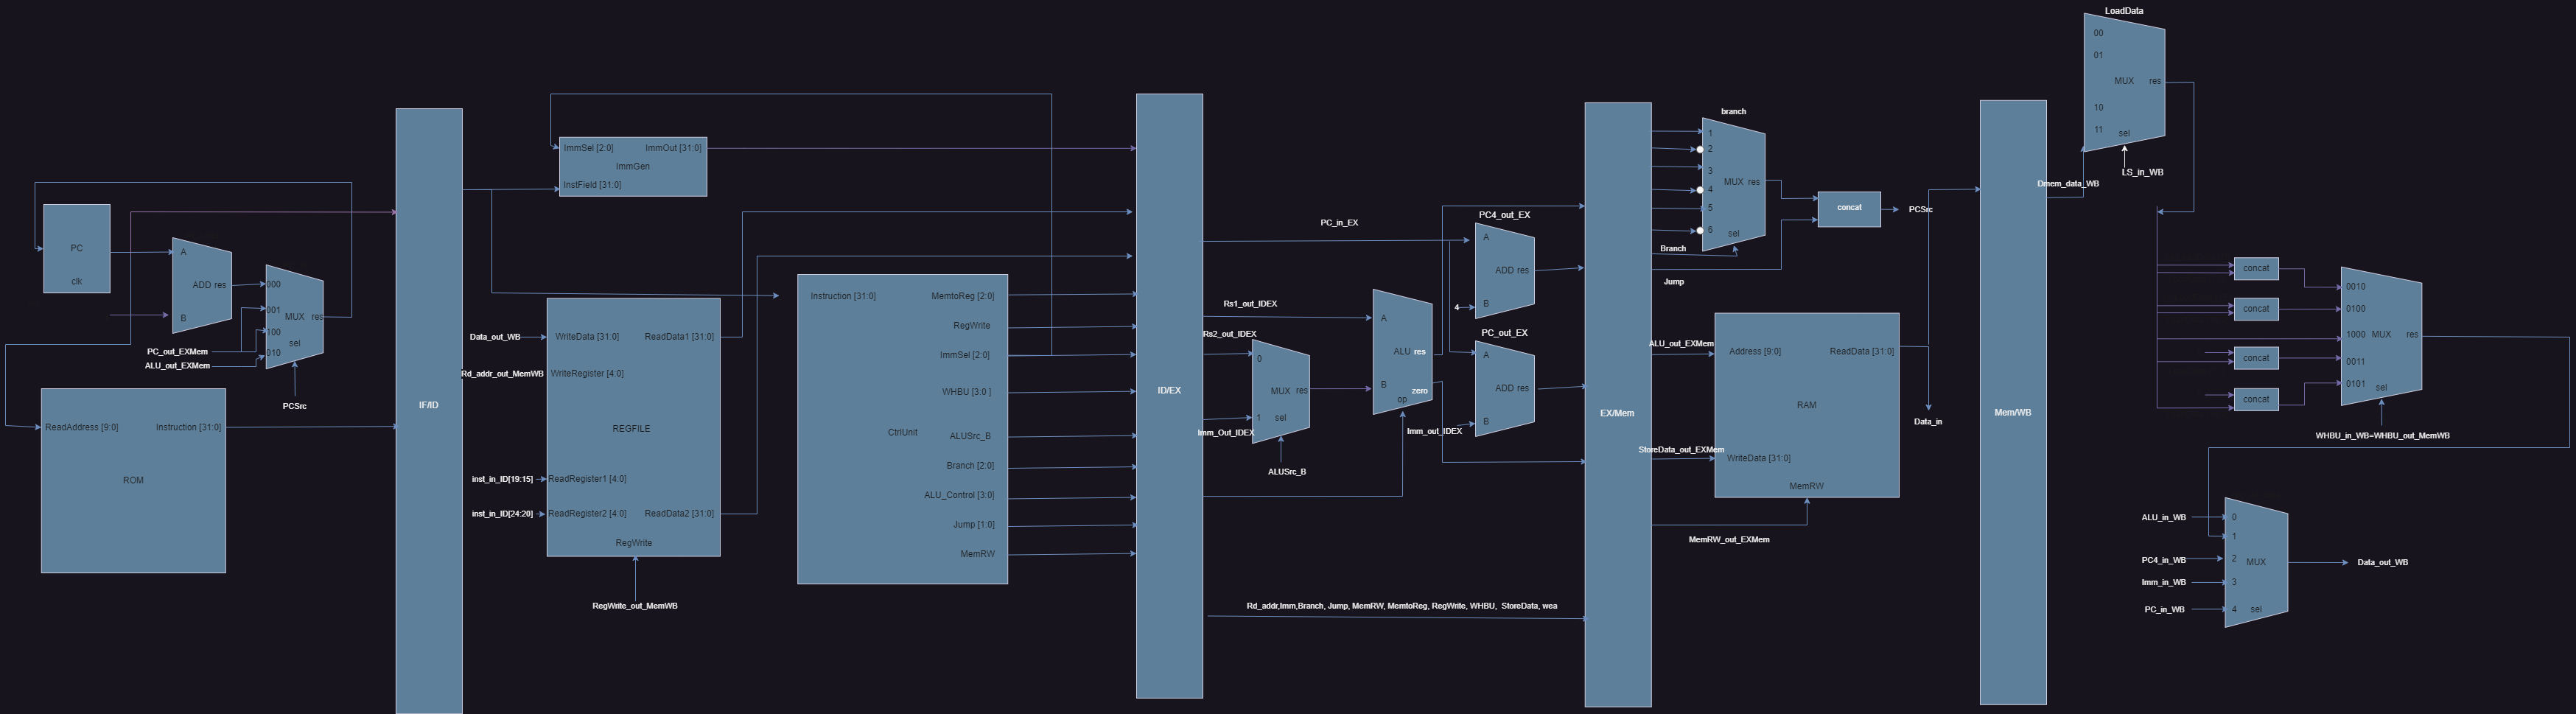 PC
clk
A
ADD res
B
000
001
100
010
MUX
res
sel
PC_out_EXMem
ALU_out_EXMem
PCSrc
ReadAddress [9:0]
Instruction [31:0]
ROM
IF/ID
ImmSel [2:0]
ImmOut [31:0]
ImmGen
InstField [31:0]
Data_out_WB
WriteData [31:0]
ReadData1 [31:0]
Rd_addr_out_MemWB
WriteRegister [4:0]
REGFILE
inst_in_ID[19:15]
ReadRegister1 [4:0]
inst_in_ID[24:20]
ReadRegister2 [4:0]
ReadData2 [31:0]
RegWrite
RegWrite_out_MemWB
Instruction [31:0]
MemtoReg [2:0]
RegWrite
ImmSel [2:0]
WHBU [3:0 ]
CtrlUnit
ALUSrc_B
Branch [2:0]
ALU_Control [3:0]
Jump [1:0]
MemRW
ID/EX
PC_in_EX
Rs1_out_IDEX
Rs2_out_IDEX
0
MUX
res
1
sel
Imm_Out_IDEX
ALUSrc_B
A
ALU
res
B
zero
op
PC4_out_EX
A
ADD res
B
4
PC_out_EX
A
ADD res
B
Imm_out_IDEX
Rd_addr,Imm,Branch, Jump, MemRW, MemtoReg, RegWrite, WHBU, StoreData, wea
EX/Mem
branch
1
2
3
4
5
6
MUX
res
sel
Branch
Jump
concat
PCSrc
ALU_out_EXMem
Address [9:0]
ReadData [31:0]
RAM
StoreData_out_EXMem
WriteData [31:0]
MemRW
MemRW_out_EXMem
Data_in
Mem/WB
Dmem_data_WB
LoadData
00
01
MUX
res
10
11
sel
LS_in_WB
concat
concat
concat
concat
0010
0100
1000
0011
0101
MUX
res
sel
WHBU_in_WB=WHBU_out_MemWB
ALU_in_WB
0
1
PC4_in_WB
2
MUX
Imm_in_WB
3
PC_in_WB
4
sel
Data_out_WB